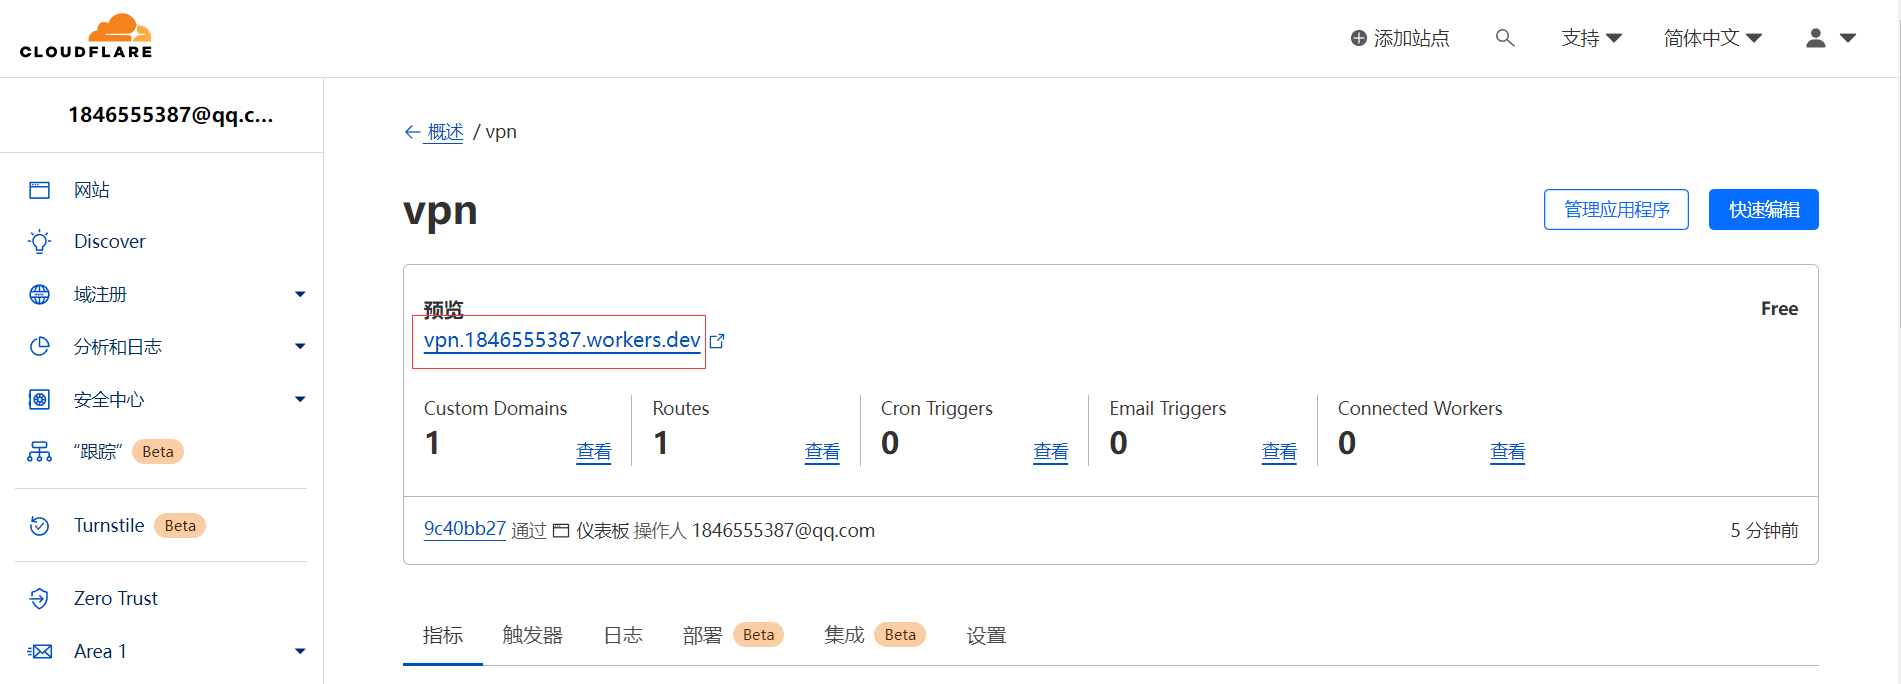 CLOUDFLARE
添加站点
支持
简体中文
1846555387@qq.c...
网站
Discover
域注册
分析和日志
安全中心
“跟踪” Beta
Turnstile Beta
Zero Trust
Area 1
概述 / vpn
vpn
管理应用程序
快速编辑
预览
Free
vpn.1846555387.workers.dev
Custom Domains
1
查看
Routes
1
查看
Cron Triggers
0
查看
Email Triggers
0
查看
Connected Workers
0
查看
9c40bb27 通过 仪表板 操作人 1846555387@qq.com
5 分钟前
指标
触发器
日志
部署 Beta
集成 Beta
设置